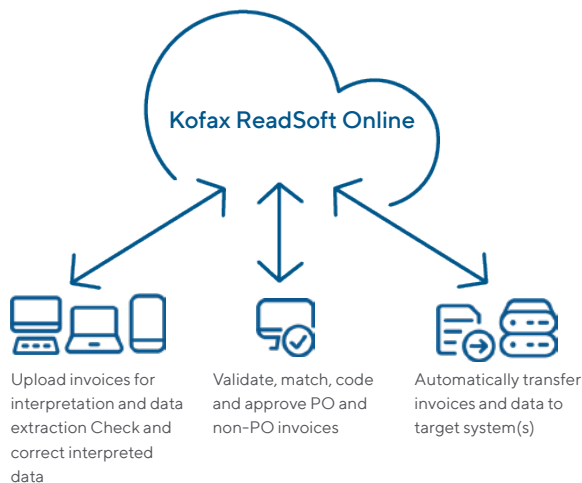 Kofax ReadSoft Online
Upload invoices for
interpretation and data
extraction Check and
correct interpreted
data
Validate, match, code
and approve PO and
non-PO invoices
Automatically transfer
invoices and data to
target system(s)